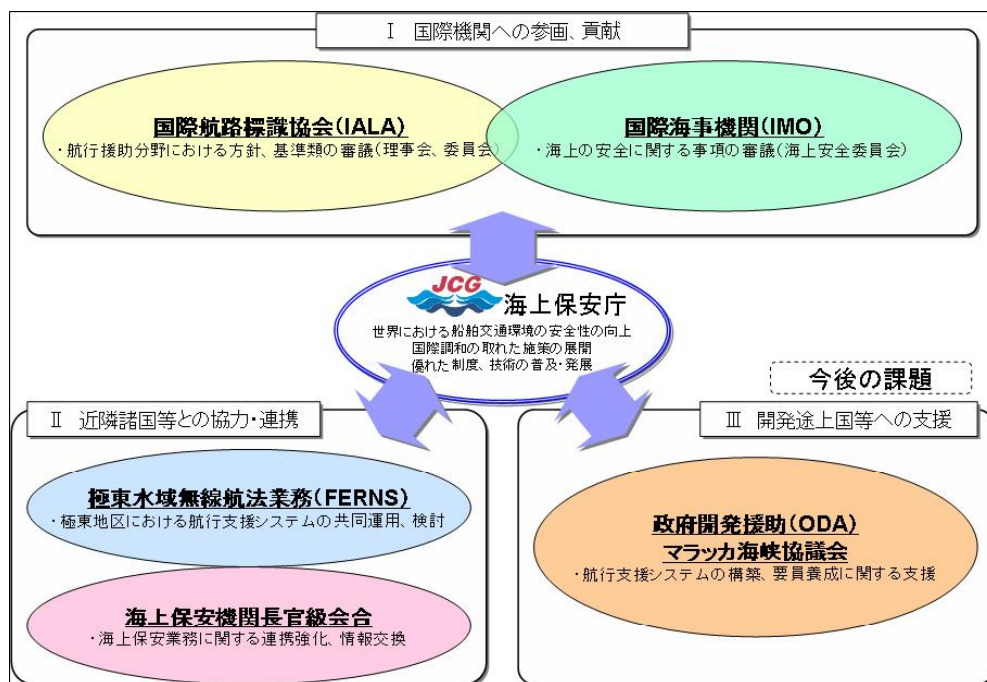 Ⅰ 国際機関への参画、貢献
国際航路標識協会(IALA)
・航行援助分野における方針、基準類の審議(理事会、委員会)
国際海事機関(IMO)
・海上の安全に関する事項の審議(海上安全委員会)
JCG 海上保安庁
世界における船舶交通環境の安全性の向上
国際調和の取れた施策の展開
優れた制度、技術の普及・発展
今後の課題
Ⅱ 近隣諸国等との協力・連携
極東水域無線航法業務(FERNS)
・極東地区における航行支援システムの共同運用、検討
海上保安機関長官級会合
・海上保安業務に関する連携強化、情報交換
Ⅲ 開発途上国等への支援
政府開発援助(ODA)
マラッカ海峡協議会
・航行支援システムの構築、要員養成に関する支援